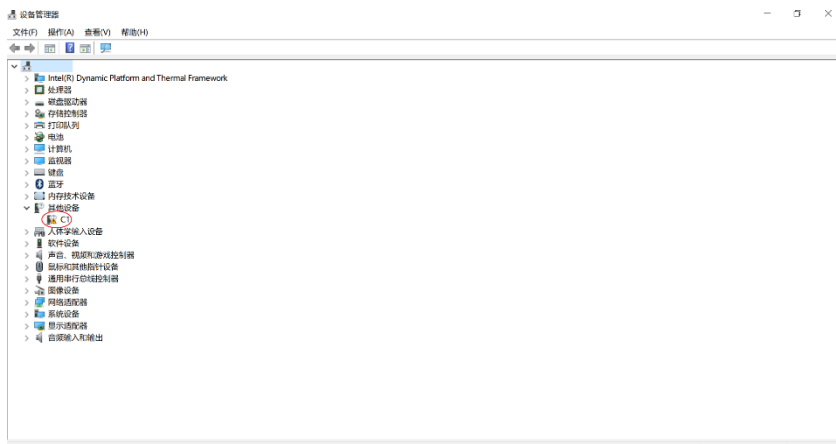 设备管理器
文件(F) 操作(A) 查看(V) 帮助(H)
Intel(R) Dynamic Platform and Thermal Framework
处理器
磁盘驱动器
存储控制器
打印队列
电池
计算机
监视器
键盘
蓝牙
内存技术设备
其他设备
C1
人体学输入设备
软件设备
声音、视频和游戏控制器
鼠标和其他指针设备
通用串行总线控制器
图像设备
网络适配器
系统设备
显示适配器
音频输入和输出